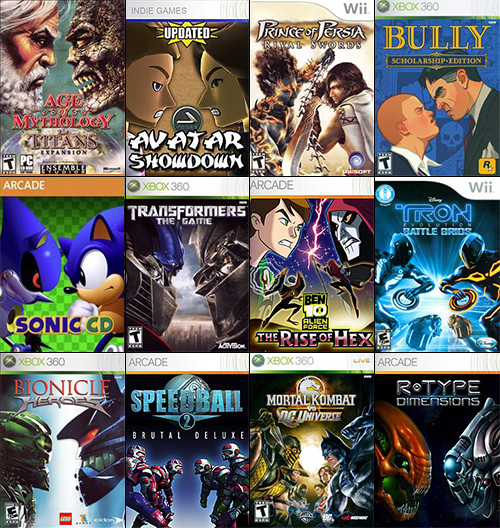 AGE
of
MYTHOLOGY
THE
TITANS
EXPANSION
PC
ENSEMBLE
INDIE GAMES
UPDATED
AVATAR
SHOWDOWN
Wii
PRINCE OF PERSIA
RIVAL SWORDS
UBISOFT
XBOX 360
BULLY
SCHOLARSHIP EDITION
R
ARCADE
SONIC CD
XBOX 360
TRANSFORMERS
THE GAME
ACTIVISION
ARCADE
BEN
10
ALIEN
FORCE
THE RISE OF HEX
Wii
Disney
TRON
EVOLUTION
BATTLE GRIDS
XBOX 360
BIONICLE
HEROES
LEGO
eidos
ARCADE
SPEEDBALL
2
BRUTAL DELUXE
XBOX 360 LIVE
MORTAL KOMBAT
VS
DC UNIVERSE
MIDWAY
ARCADE
R-TYPE
DIMENSIONS